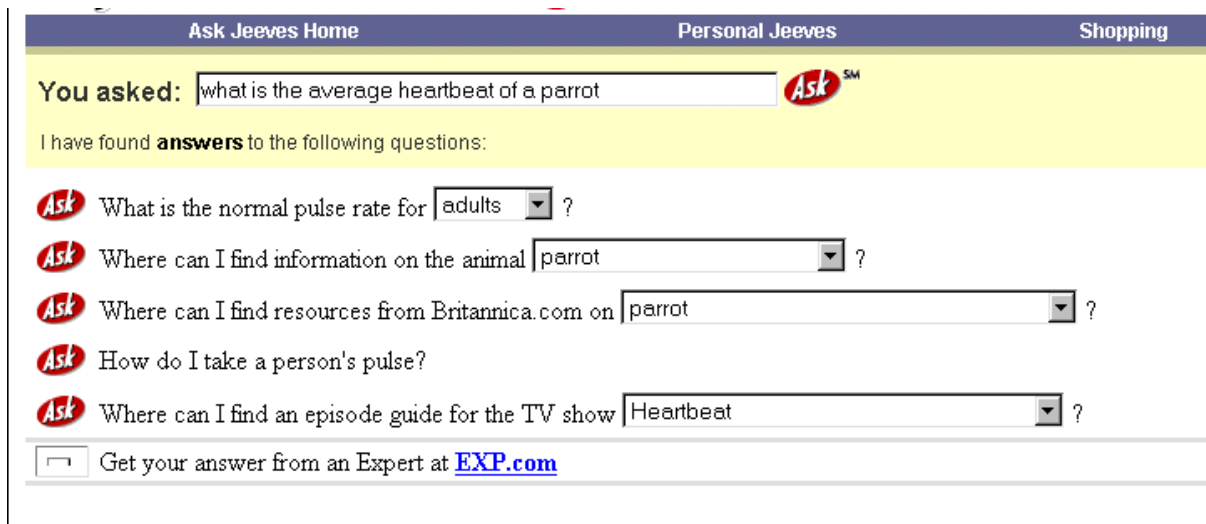 Ask Jeeves Home Personal Jeeves Shopping
You asked: what is the average heartbeat of a parrot Ask SM
I have found answers to the following questions:
Ask What is the normal pulse rate for adults ?
Ask Where can I find information on the animal parrot ?
Ask Where can I find resources from Britannica.com on parrot ?
Ask How do I take a person's pulse?
Ask Where can I find an episode guide for the TV show Heartbeat ?
Get your answer from an Expert at EXP.com